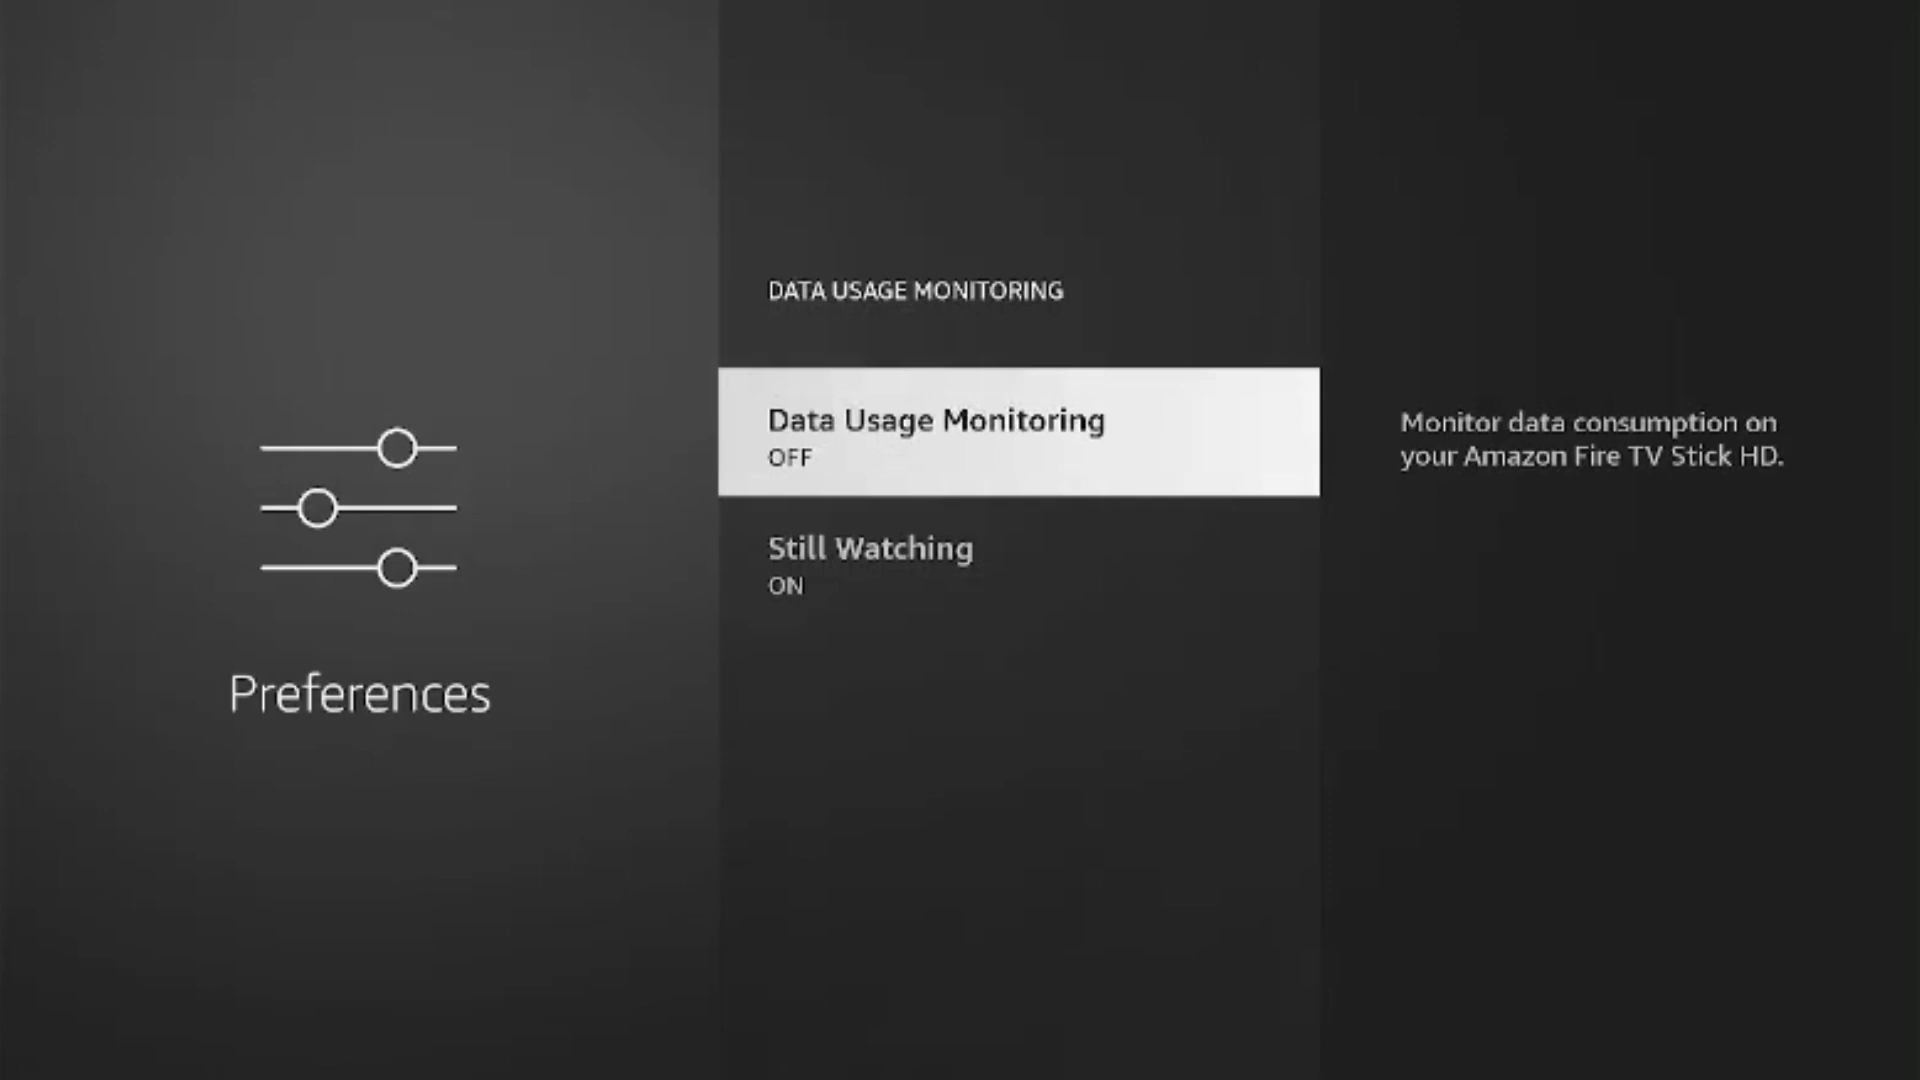 Preferences
DATA USAGE MONITORING
Data Usage Monitoring
OFF
Still Watching
ON
Monitor data consumption on
your Amazon Fire TV Stick HD.